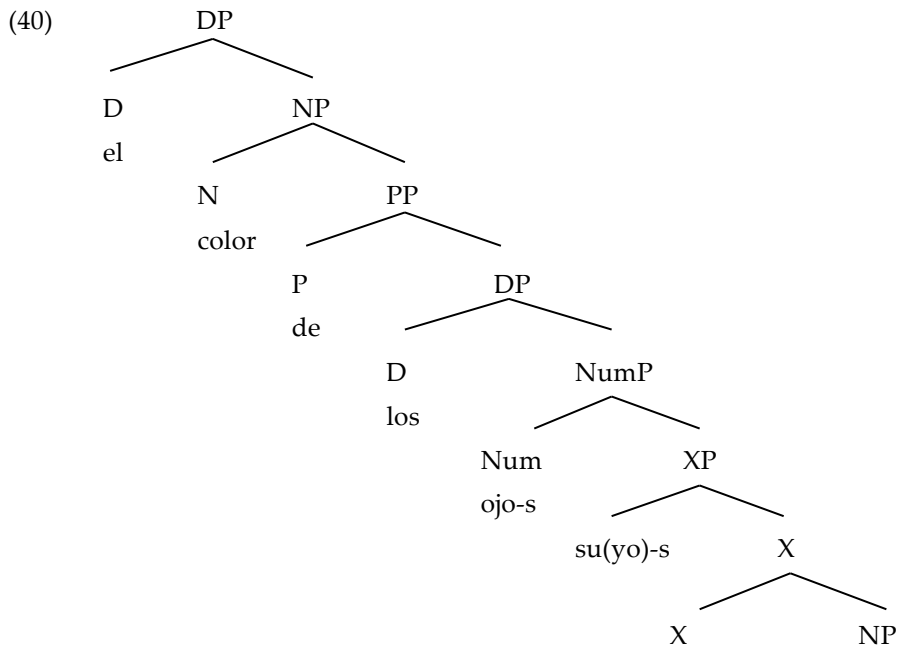 (40) DP
D NP
el
N PP
color
P DP
de
D NumP
los
Num XP
ojo-s
su(yo)-s X
X NP